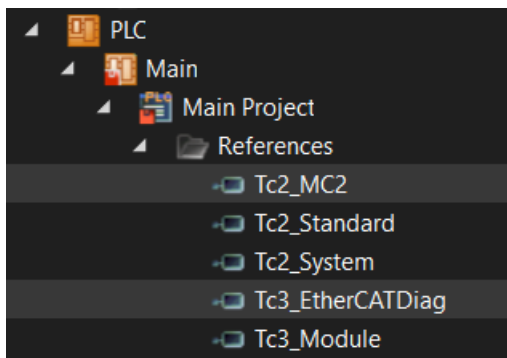 PLC
Main
Main Project
References
Tc2_MC2
Tc2_Standard
Tc2_System
Tc3_EtherCATDiag
Tc3_Module